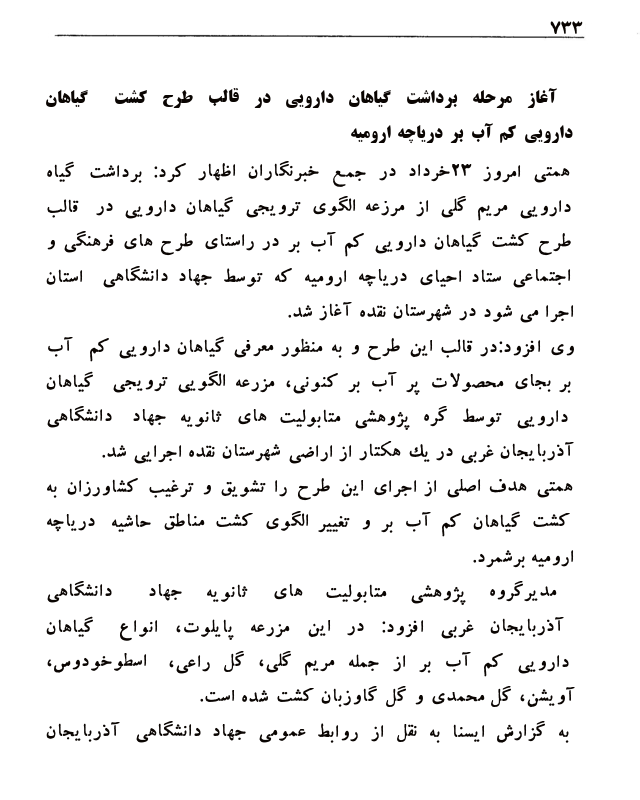 ۷۳۳
آغاز مرحله برداشت گیاهان دارویی در قالب طرح کشت گیاهان
دارویی کم آب بر دریاچه ارومیه
همتی امروز ۲۳خرداد در جمع خبرنگاران اظهار کرد: برداشت گیاه
دارویی مریم گلی از مرزعه الگوی ترویجی گیاهان دارویی در قالب
طرح کشت گیاهان دارویی کم آب بر در راستای طرح های فرهنگی و
اجتماعی ستاد احیای دریاچه ارومیه که توسط جهاد دانشگاهی استان
اجرا می شود در شهرستان نقده آغاز شد.
وی افزود:در قالب این طرح و به منظور معرفی گیاهان دارویی کم آب
بر بجای محصولات پر آب بر کنونی، مزرعه الگویی ترویجی گیاهان
دارویی توسط گره پژوهشی متابولیت های ثانویه جهاد دانشگاهی
آذربایجان غربی در یك هکتار از اراضی شهرستان نقده اجرایی شد.
همتی هدف اصلی از اجرای این طرح را تشویق و ترغیب کشاورزان به
کشت گیاهان کم آب بر و تغییر الگوی کشت مناطق حاشیه دریاچه
ارومیه برشمرد.
مدیرگروه پژوهشی متابولیت های ثانویه جهاد دانشگاهی
آذربایجان غربی افزود: در این مزرعه پایلوت، انواع گیاهان
دارویی کم آب بر از جمله مریم گلی، گل راعی، اسطوخودوس،
آویشن، گل محمدی و گل گاوزبان کشت شده است.
به گزارش ایسنا به نقل از روابط عمومی جهاد دانشگاهی آذربایجان